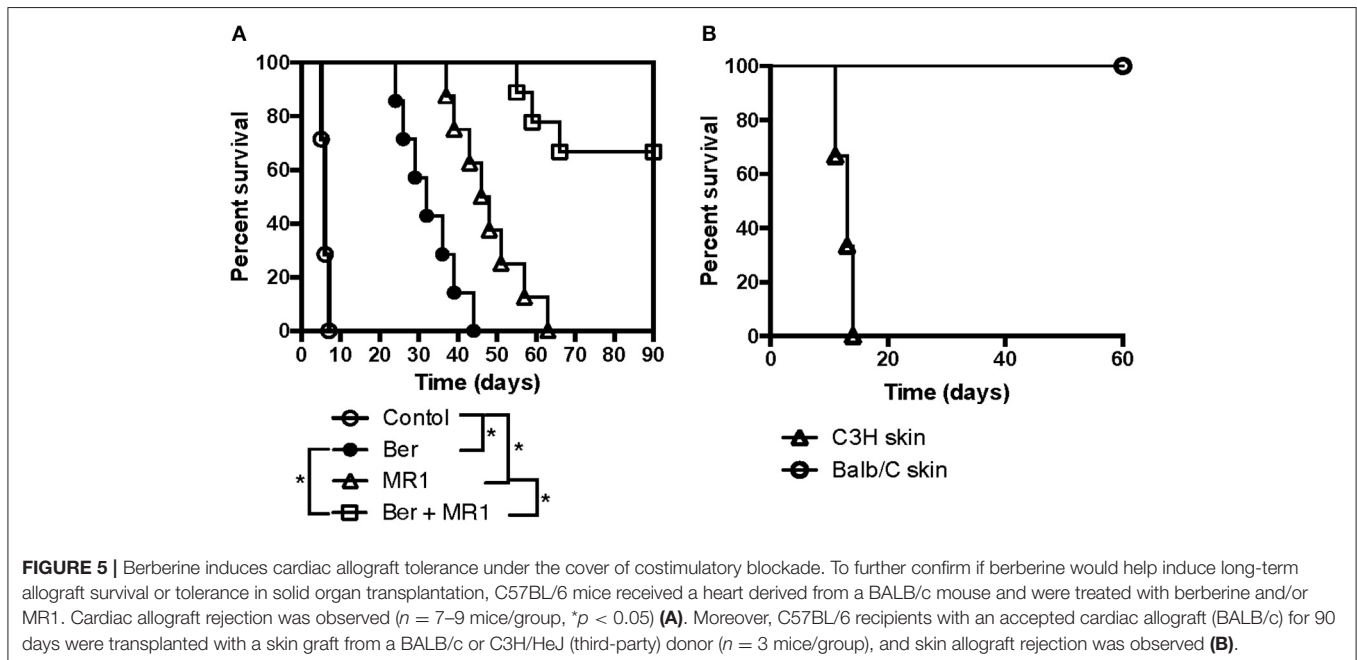 A
B
100
80
60
40
20
0
Percent survival
0 10 20 30 40 50 60 70 80 90
Time (days)
100
80
60
40
20
0
Percent survival
0 20 40 60
Time (days)
Contol
Ber
MR1
Ber + MR1
*
*
*
*
C3H skin
Balb/C skin
FIGURE 5 | Berberine induces cardiac allograft tolerance under the cover of costimulatory blockade. To further confirm if berberine would help induce long-term
allograft survival or tolerance in solid organ transplantation, C57BL/6 mice received a heart derived from a BALB/c mouse and were treated with berberine and/or
MR1. Cardiac allograft rejection was observed (n = 7–9 mice/group, *p < 0.05) (A). Moreover, C57BL/6 recipients with an accepted cardiac allograft (BALB/c) for 90
days were transplanted with a skin graft from a BALB/c or C3H/HeJ (third-party) donor (n = 3 mice/group), and skin allograft rejection was observed (B).